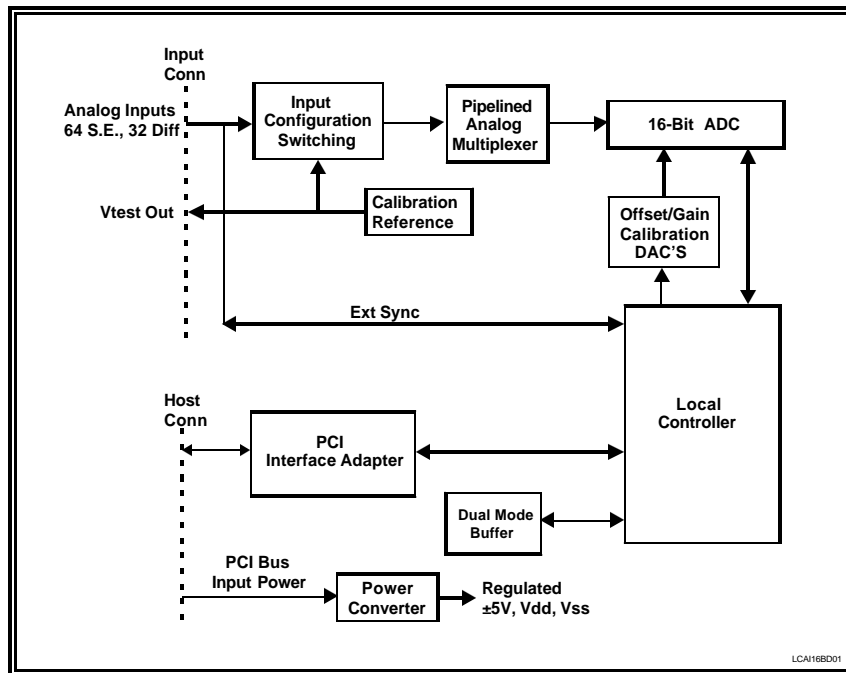 Input
Conn
Analog Inputs
64 S.E., 32 Diff
Input
Configuration
Switching
Pipelined
Analog
Multiplexer
16-Bit ADC
Vtest Out
Calibration
Reference
Offset/Gain
Calibration
DAC'S
Ext Sync
Host
Conn
PCI
Interface Adapter
Local
Controller
Dual Mode
Buffer
PCI Bus
Input Power
Power
Converter
Regulated
±5V, Vdd, Vss
LCAI16BD01